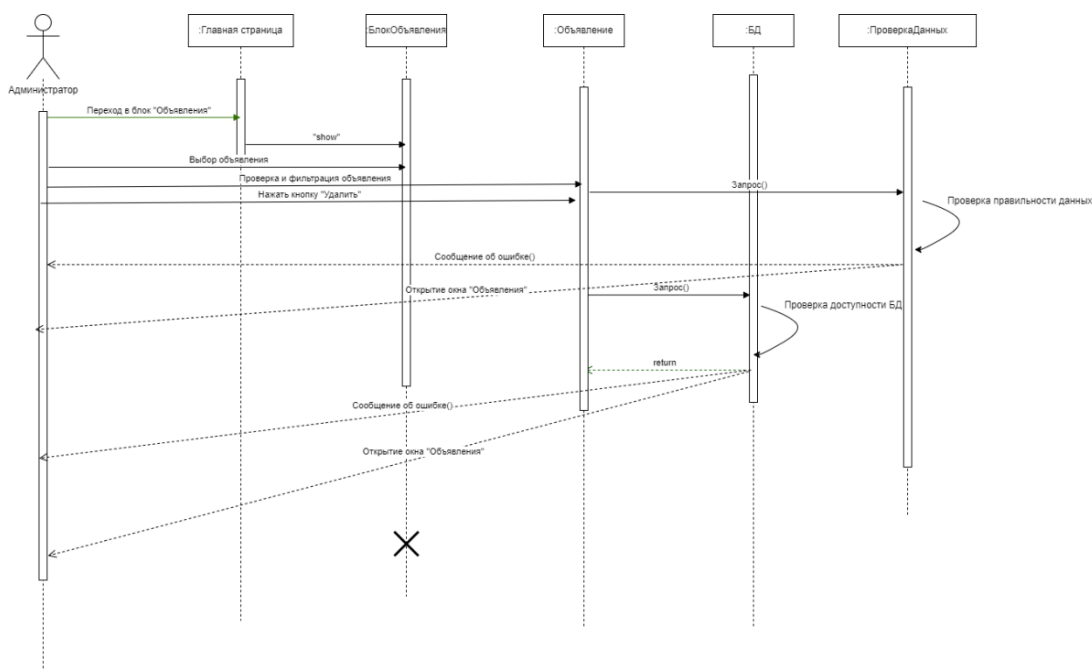 :Главная страница
:БлокОбъявления
:Объявление
:БД
:ПроверкаДанных
Администратор
Переход в блок "Объявления"
"show"
Выбор объявления
Проверка и фильтрация объявления
Запрос()
Нажать кнопку "Удалить"
Проверка правильности данных
Сообщение об ошибке()
Открытие окна "Объявления"
Запрос()
Проверка доступности БД
return
Сообщение об ошибке()
Открытие окна "Объявления"